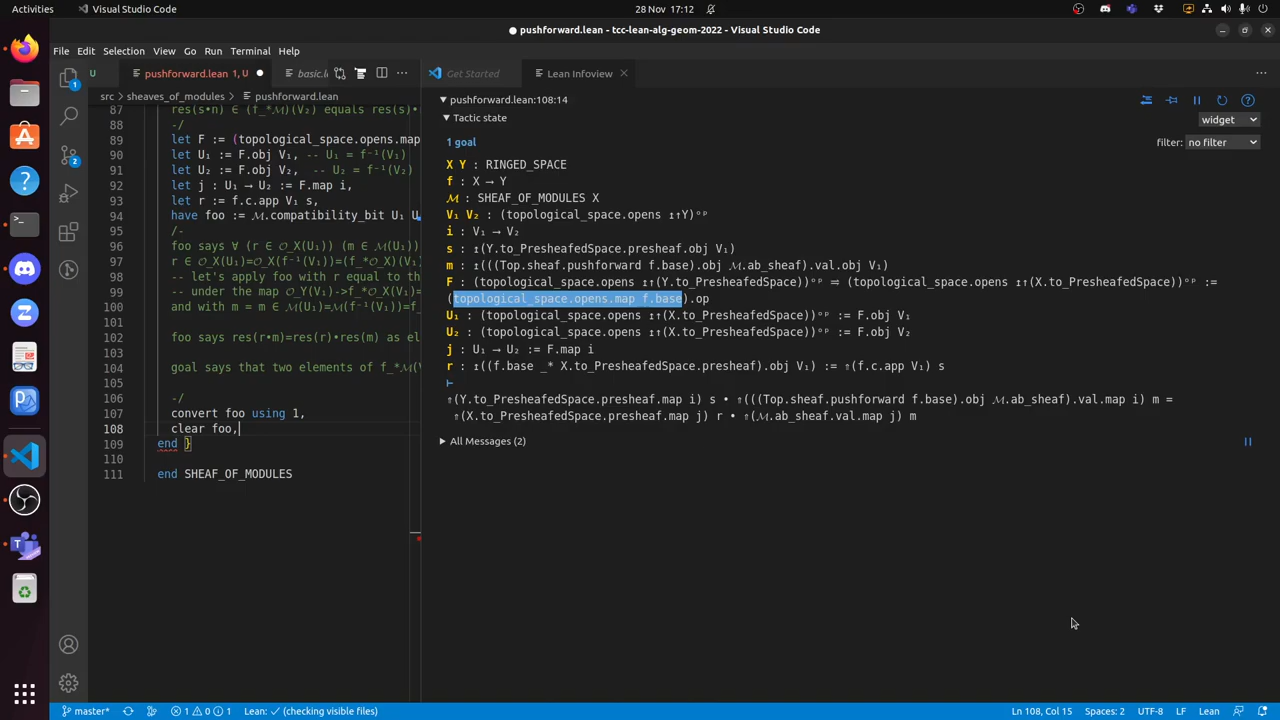 Activities
Visual Studio Code
28 Nov 17:12
pushforward.lean - tcc-lean-alg-geom-2022 - Visual Studio Code
File Edit Selection View Go Run Terminal Help
U
pushforward.lean 1, U
basic.le
Get Started
Lean Infoview
src > sheaves_of_modules > pushforward.lean
87 res(s•n) ∈ (f_*ℳ)(V₂) equals res(s)•
88 -/
89 let F := (topological_space.opens.map
90 let U₁ := F.obj V₁, -- U₁ = f⁻¹(V₁)
91 let U₂ := F.obj V₂, -- U₂ = f⁻¹(V₂)
92 let j : U₁ ⟶ U₂ := F.map i,
93 let r := f.c.app V₁ s,
94 have foo := ℳ.compatibility_bit U₁ U
95 /-
96 foo says ∀ (r ∈ 𝒪_X(U₁)) (m ∈ ℳ(U₁))
97 r ∈ 𝒪_X(U₁)=𝒪_X(f⁻¹(V₁))=(f_*𝒪_X)(V₁)
98 -- let's apply foo with r equal to th
99 -- under the map 𝒪_Y(V₁)->f_*𝒪_X(V₁)=
100 and with m = m ∈ ℳ(U₁)=ℳ(f⁻¹(V₁))=f_
101
102 foo says res(r•m)=res(r)•res(m) as el
103
104 goal says that two elements of f_*ℳ(V
105
106 -/
107 convert foo using 1,
108 clear foo,
109 end }
110
111 end SHEAF_OF_MODULES
pushforward.lean:108:14
Tactic state
widget
1 goal
filter: no filter
X Y : RINGED_SPACE
f : X ⟶ Y
ℳ : SHEAF_OF_MODULES X
V₁ V₂ : (topological_space.opens ↥↑Y)ᵒᵖ
i : V₁ ⟶ V₂
s : ↥(Y.to_PresheafedSpace.presheaf.obj V₁)
m : ↥(((Top.sheaf.pushforward f.base).obj ℳ.ab_sheaf).val.obj V₁)
F : (topological_space.opens ↥↑(Y.to_PresheafedSpace))ᵒᵖ ⥤ (topological_space.opens ↥↑(X.to_PresheafedSpace))ᵒᵖ :=
(topological_space.opens.map f.base).op
U₁ : (topological_space.opens ↥↑(X.to_PresheafedSpace))ᵒᵖ := F.obj V₁
U₂ : (topological_space.opens ↥↑(X.to_PresheafedSpace))ᵒᵖ := F.obj V₂
j : U₁ ⟶ U₂ := F.map i
r : ↥((f.base _* X.to_PresheafedSpace.presheaf).obj V₁) := ⇑(f.c.app V₁) s
⊢
⇑(Y.to_PresheafedSpace.presheaf.map i) s • ⇑(((Top.sheaf.pushforward f.base).obj ℳ.ab_sheaf).val.map i) m =
⇑(X.to_PresheafedSpace.presheaf.map j) r • ⇑(ℳ.ab_sheaf.val.map j) m
All Messages (2)
master*
1 0 1
Lean: ✓ (checking visible files)
Ln 108, Col 15
Spaces: 2
UTF-8
LF
Lean